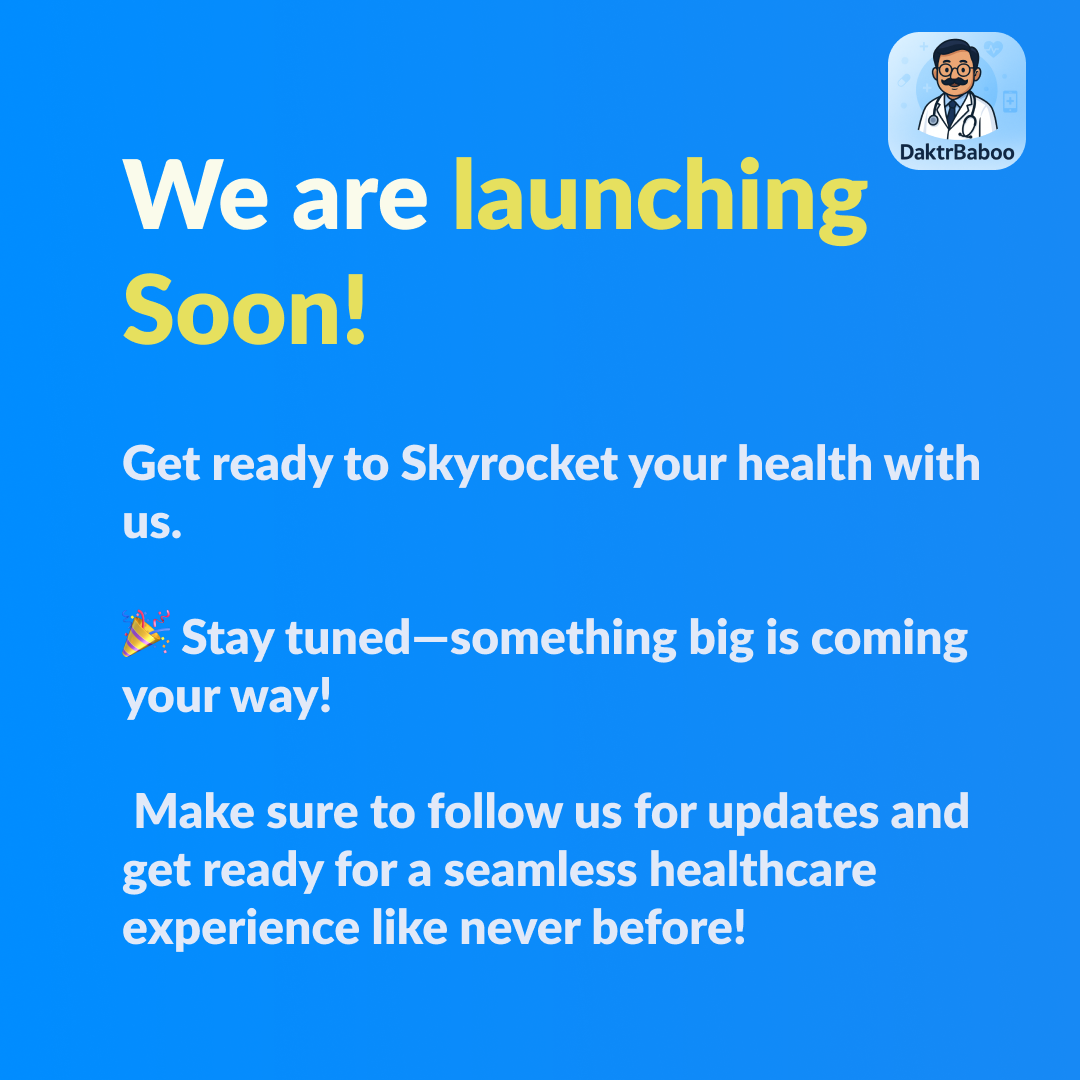 DaktrBaboo
We are launching
Soon!
Get ready to Skyrocket your health with
us.
🎉 Stay tuned—something big is coming
your way!
Make sure to follow us for updates and
get ready for a seamless healthcare
experience like never before!